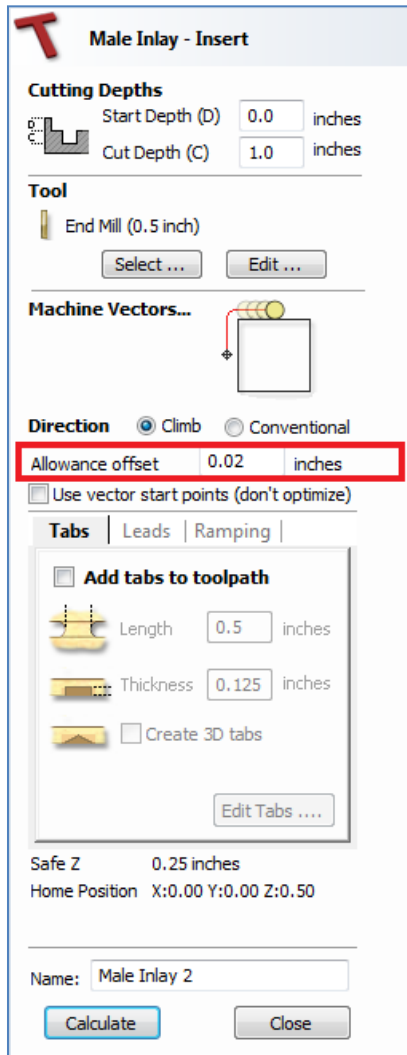 Male Inlay - Insert
Cutting Depths
Start Depth (D) 0.0 inches
Cut Depth (C) 1.0 inches
D
C
Tool
End Mill (0.5 inch)
Select ... Edit ...
Machine Vectors...
Direction Climb Conventional
Allowance offset 0.02 inches
Use vector start points (don't optimize)
Tabs Leads Ramping
Add tabs to toolpath
Length 0.5 inches
Thickness 0.125 inches
Create 3D tabs
Edit Tabs ....
Safe Z 0.25 inches
Home Position X:0.00 Y:0.00 Z:0.50
Name: Male Inlay 2
Calculate Close